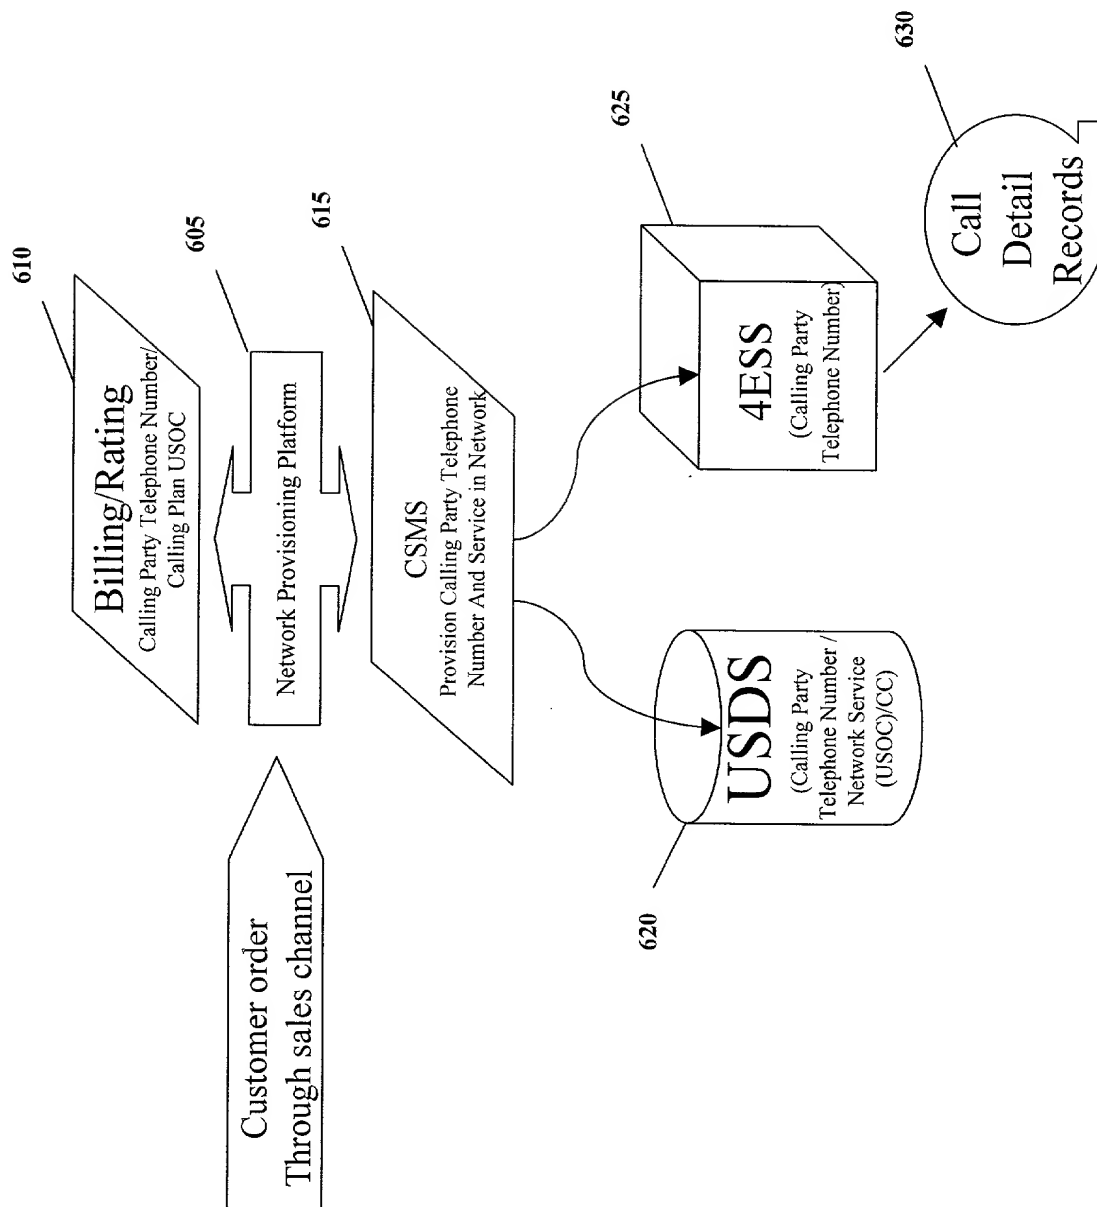 Customer order
Through sales channel
610
Billing/Rating
Calling Party Telephone Number/
Calling Plan USOC
605
Network Provisioning Platform
615
CSMS
Provision Calling Party Telephone
Number And Service in Network
620
USDS
(Calling Party
Telephone Number /
Network Service
(USOC)/CC)
625
4ESS
(Calling Party
Telephone Number)
630
Call
Detail
Records